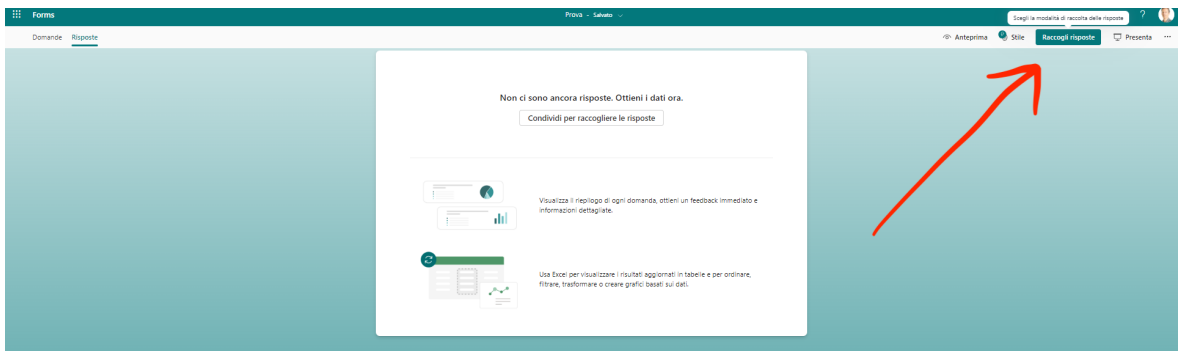 Forms
Prova - Salvato
Scegli la modalità di raccolta delle risposte
?
Domande
Risposte
Anteprima
Stile
Raccogli risposte
Presenta
...
Non ci sono ancora risposte. Ottieni i dati ora.
Condividi per raccogliere le risposte
Visualizza il riepilogo di ogni domanda, ottieni un feedback immediato e
informazioni dettagliate.
Usa Excel per visualizzare i risultati aggiornati in tabelle e per ordinare,
filtrare, trasformare o creare grafici basati sui dati.